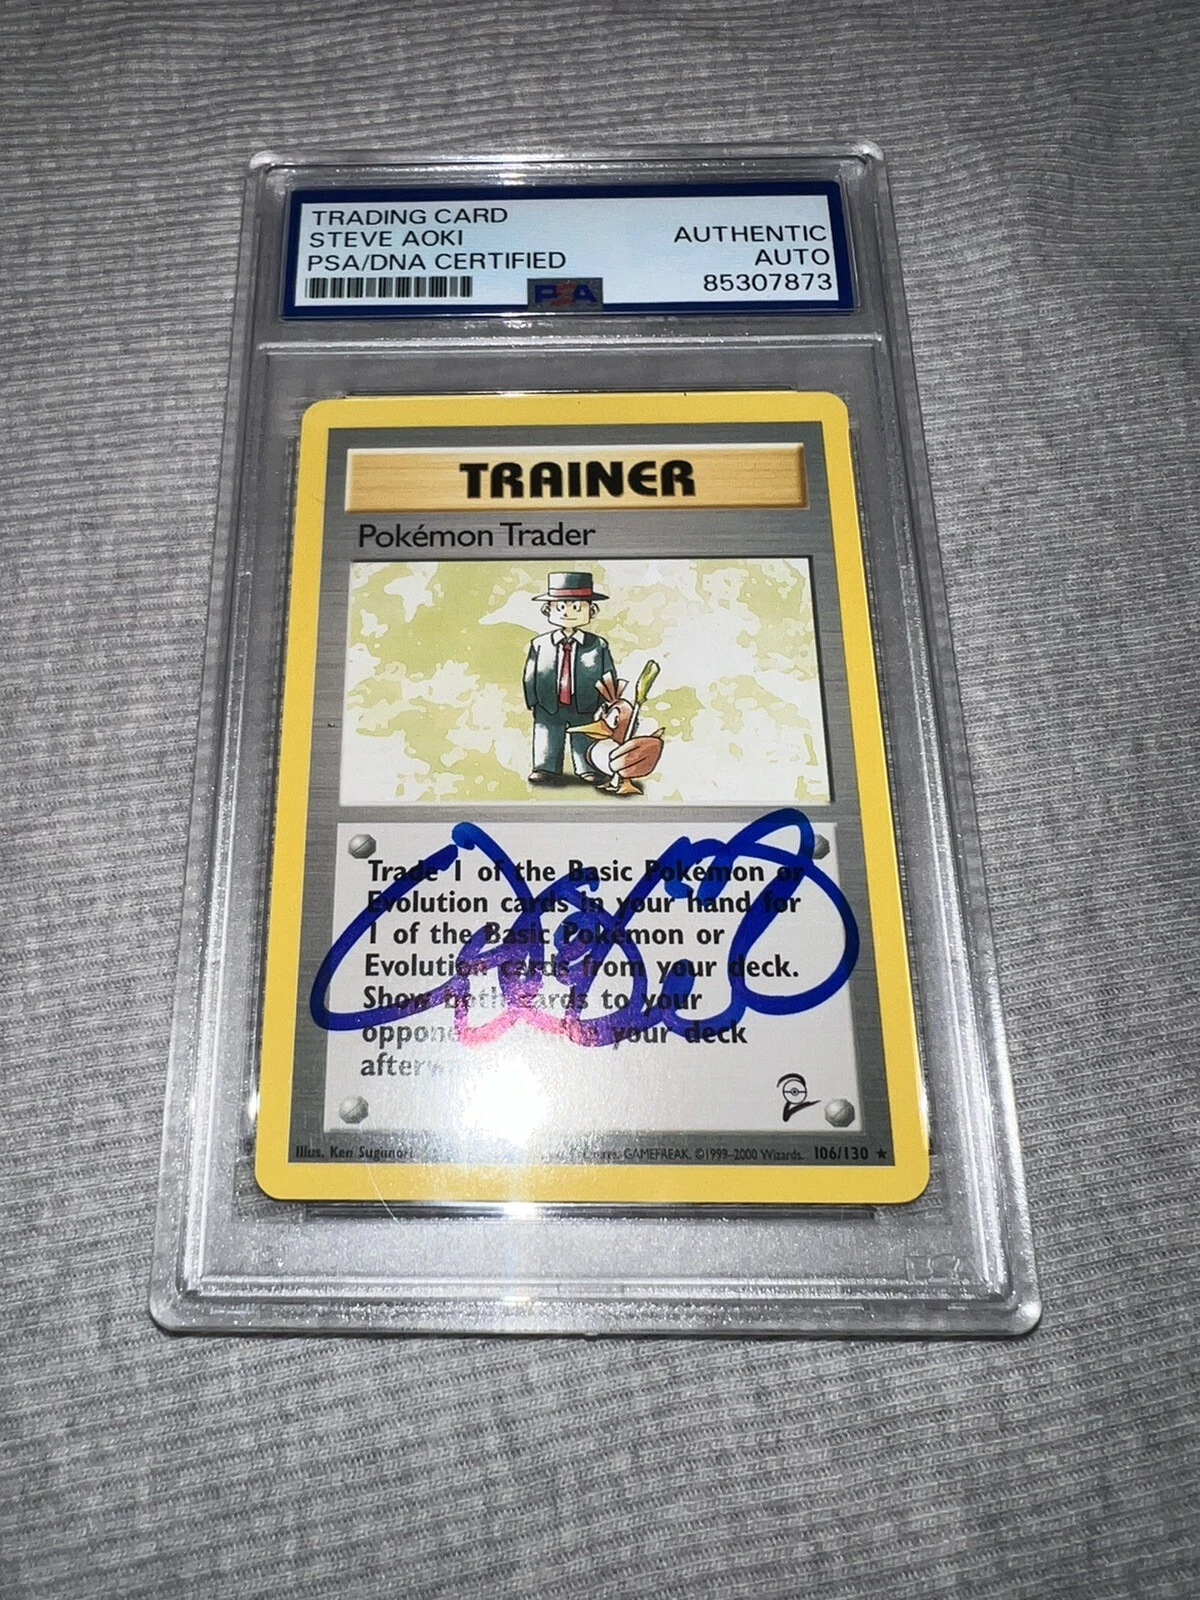 TRADING CARD
STEVE AOKI
PSA/DNA CERTIFIED
AUTHENTIC
AUTO
85307873
PSA
TRAINER
Pokémon Trader
Trade 1 of the Basic Pokémon or
Evolution cards in your hand for
1 of the Basic Pokémon or
Evolution cards from your deck.
Show both cards to your
your deck
Illus. Ken Sugimori
GAMEFREAK. ©1999-2000 Wizards. 106/130 ★